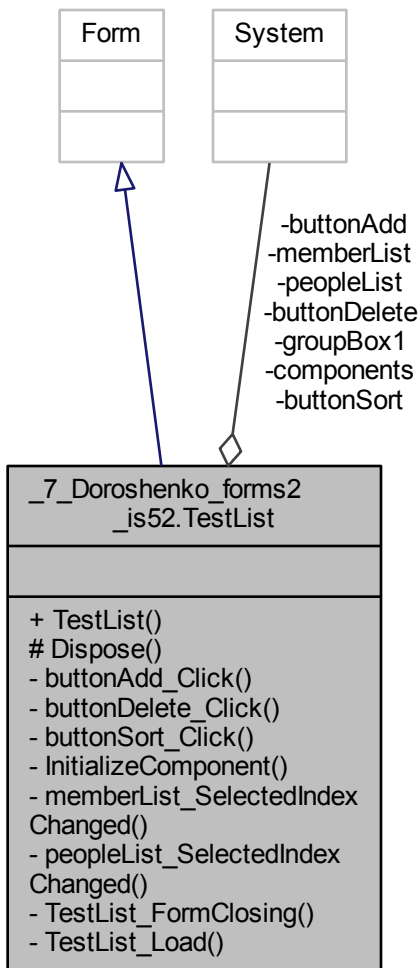 Form
System
-buttonAdd
-memberList
-peopleList
-buttonDelete
-groupBox1
-components
-buttonSort
_7_Doroshenko_forms2
_is52.TestList
+ TestList()
# Dispose()
- buttonAdd_Click()
- buttonDelete_Click()
- buttonSort_Click()
- InitializeComponent()
- memberList_SelectedIndex
Changed()
- peopleList_SelectedIndex
Changed()
- TestList_FormClosing()
- TestList_Load()